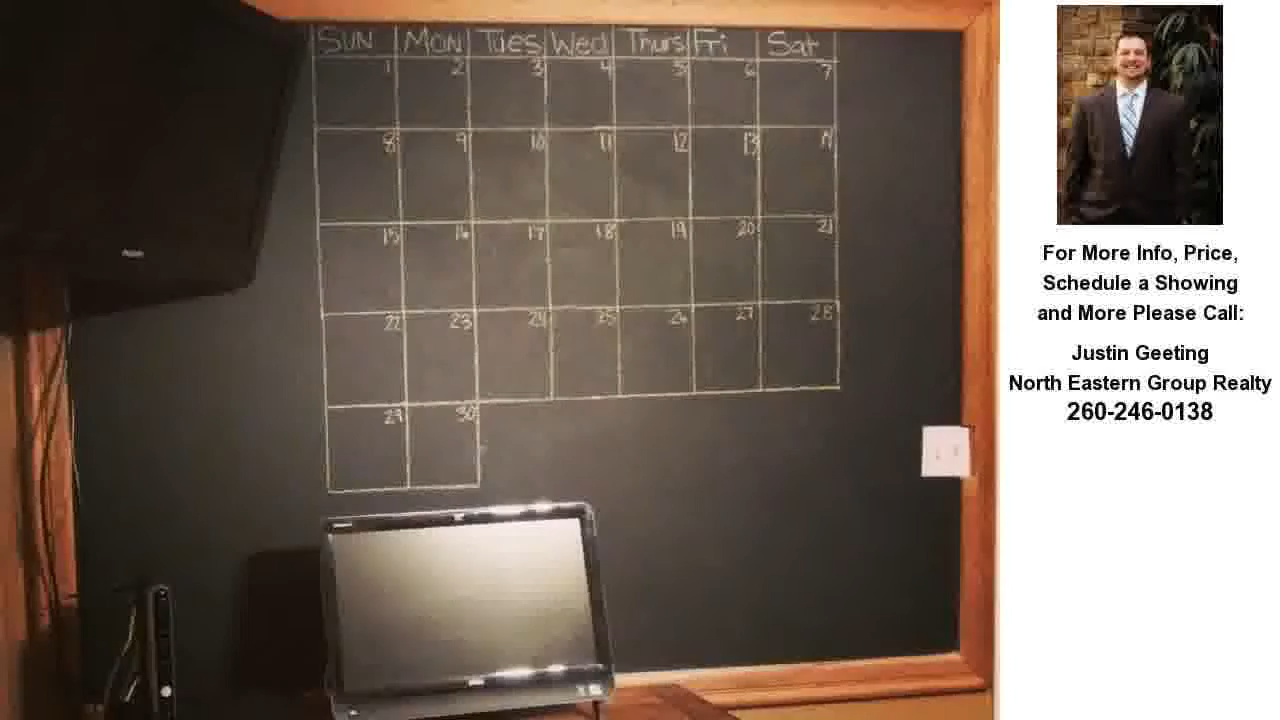 SUN MON Tues Wed Thurs Fri Sat
1 2 3 4 5 6 7
8 9 10 11 12 13 14
15 16 17 18 19 20 21
22 23 24 25 26 27 28
29 30
For More Info, Price,
Schedule a Showing
and More Please Call:
Justin Geeting
North Eastern Group Realty
260-246-0138